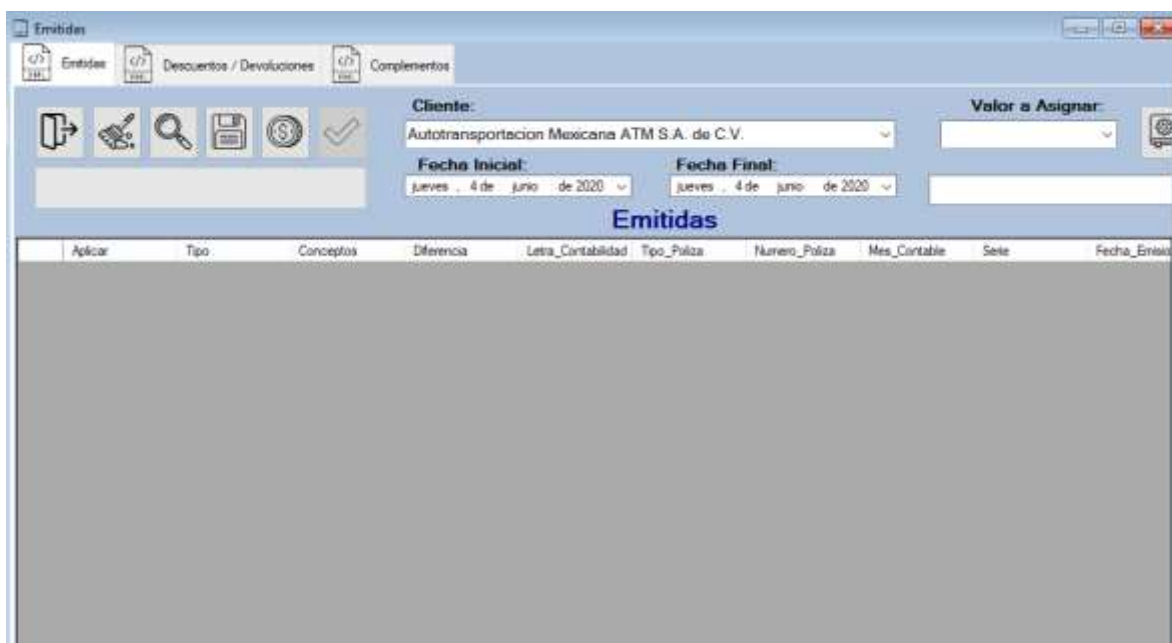 Emitidas
Emitidas Descuentos / Devoluciones Complementos
Cliente: Valor a Asignar:
Autotransportacion Mexicana ATM S.A. de C.V.
Fecha Inicial: Fecha Final:
jueves , 4 de junio de 2020 jueves , 4 de junio de 2020
Emitidas
Aplicar Tipo Conceptos Diferencia Letra_Contabilidad Tipo_Poliza Numero_Poliza Mes_Contable Serie Fecha_Emisio